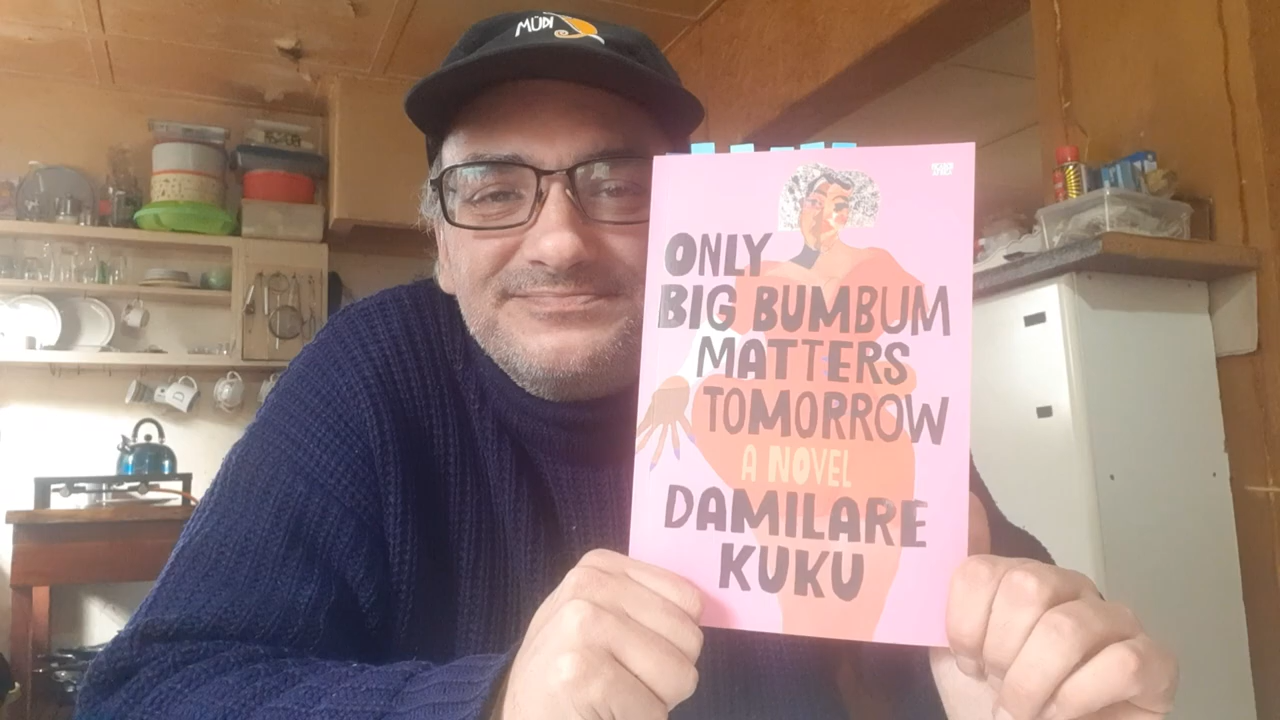 MÜDI
ONLY
BIG BUMBUM
MATTERS
TOMORROW
A NOVEL
DAMILARE
KUKU
D